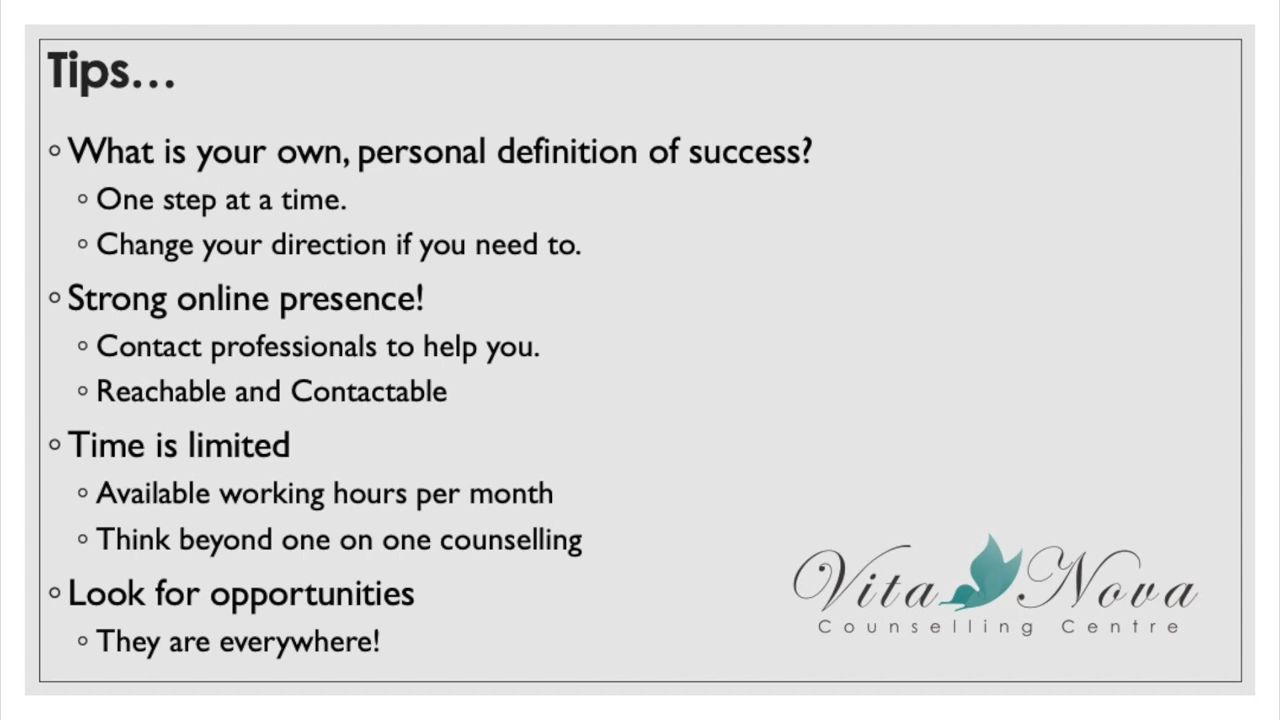 Tips...
What is your own, personal definition of success?
One step at a time.
Change your direction if you need to.
Strong online presence!
Contact professionals to help you.
Reachable and Contactable
Time is limited
Available working hours per month
Think beyond one on one counselling
Look for opportunities
They are everywhere!
Vita Nova
Counselling Centre